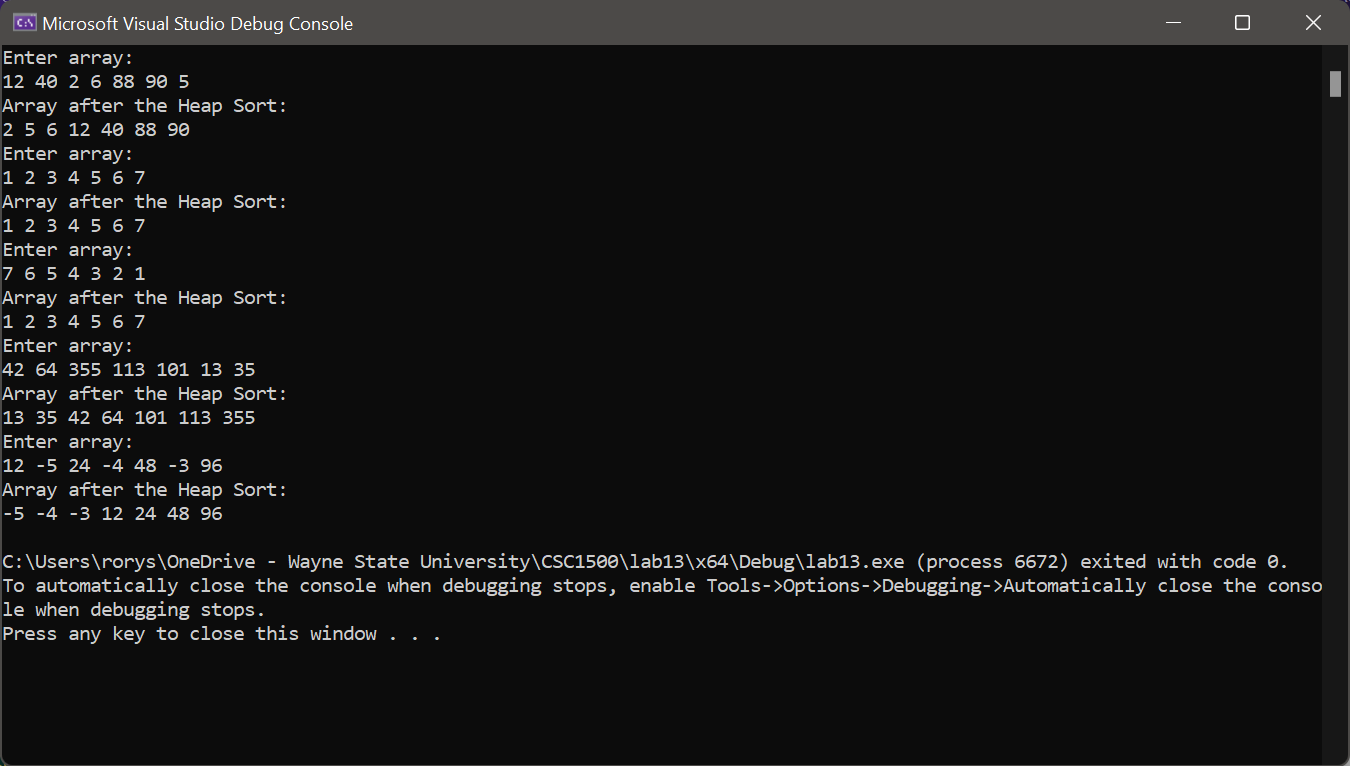 Microsoft Visual Studio Debug Console
Enter array:
12 40 2 6 88 90 5
Array after the Heap Sort:
2 5 6 12 40 88 90
Enter array:
1 2 3 4 5 6 7
Array after the Heap Sort:
1 2 3 4 5 6 7
Enter array:
7 6 5 4 3 2 1
Array after the Heap Sort:
1 2 3 4 5 6 7
Enter array:
42 64 355 113 101 13 35
Array after the Heap Sort:
13 35 42 64 101 113 355
Enter array:
12 -5 24 -4 48 -3 96
Array after the Heap Sort:
-5 -4 -3 12 24 48 96
C:\Users\rorys\OneDrive - Wayne State University\CSC1500\lab13\x64\Debug\lab13.exe (process 6672) exited with code 0.
To automatically close the console when debugging stops, enable Tools->Options->Debugging->Automatically close the conso
le when debugging stops.
Press any key to close this window . . .